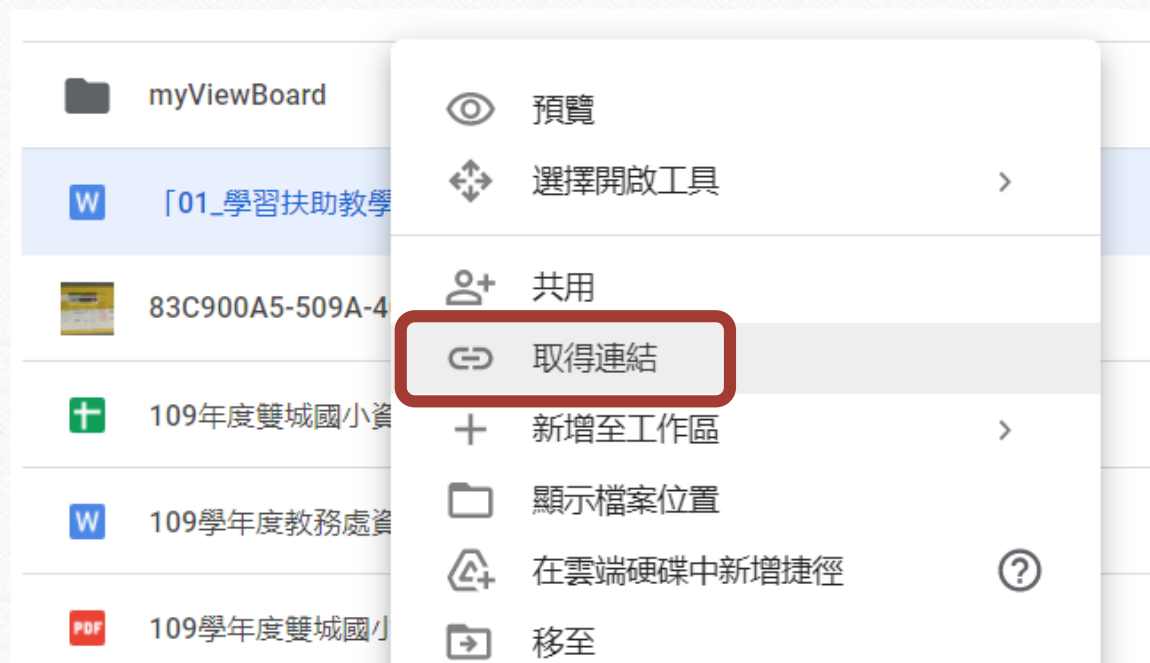 myViewBoard
預覽
選擇開啟工具
W
「01_學習扶助教學
83C900A5-509A-4
共用
取得連結
109年度雙城國小資
新增至工作區
顯示檔案位置
W
109學年度教務處資
在雲端硬碟中新增捷徑
?
PDF
109學年度雙城國小
移至